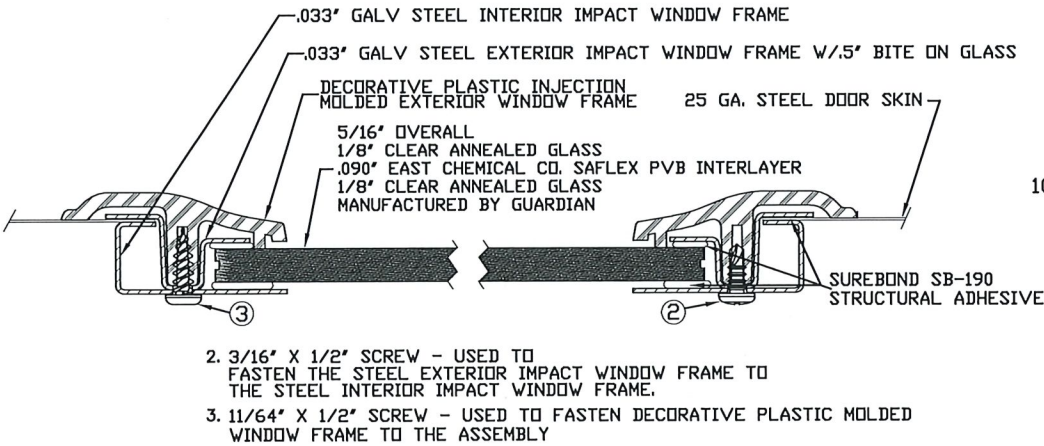 .033" GALV STEEL INTERIOR IMPACT WINDOW FRAME
.033" GALV STEEL EXTERIOR IMPACT WINDOW FRAME W/.5" BITE ON GLASS
DECORATIVE PLASTIC INJECTION
MOLDED EXTERIOR WINDOW FRAME
25 GA. STEEL DOOR SKIN
5/16" OVERALL
1/8" CLEAR ANNEALED GLASS
.090" EAST CHEMICAL CO. SAFLEX PVB INTERLAYER
1/8" CLEAR ANNEALED GLASS
MANUFACTURED BY GUARDIAN
10
SUREBOND SB-190
STRUCTURAL ADHESIVE
3
2
2. 3/16" X 1/2" SCREW - USED TO
FASTEN THE STEEL EXTERIOR IMPACT WINDOW FRAME TO
THE STEEL INTERIOR IMPACT WINDOW FRAME.
3. 11/64" X 1/2" SCREW - USED TO FASTEN DECORATIVE PLASTIC MOLDED
WINDOW FRAME TO THE ASSEMBLY